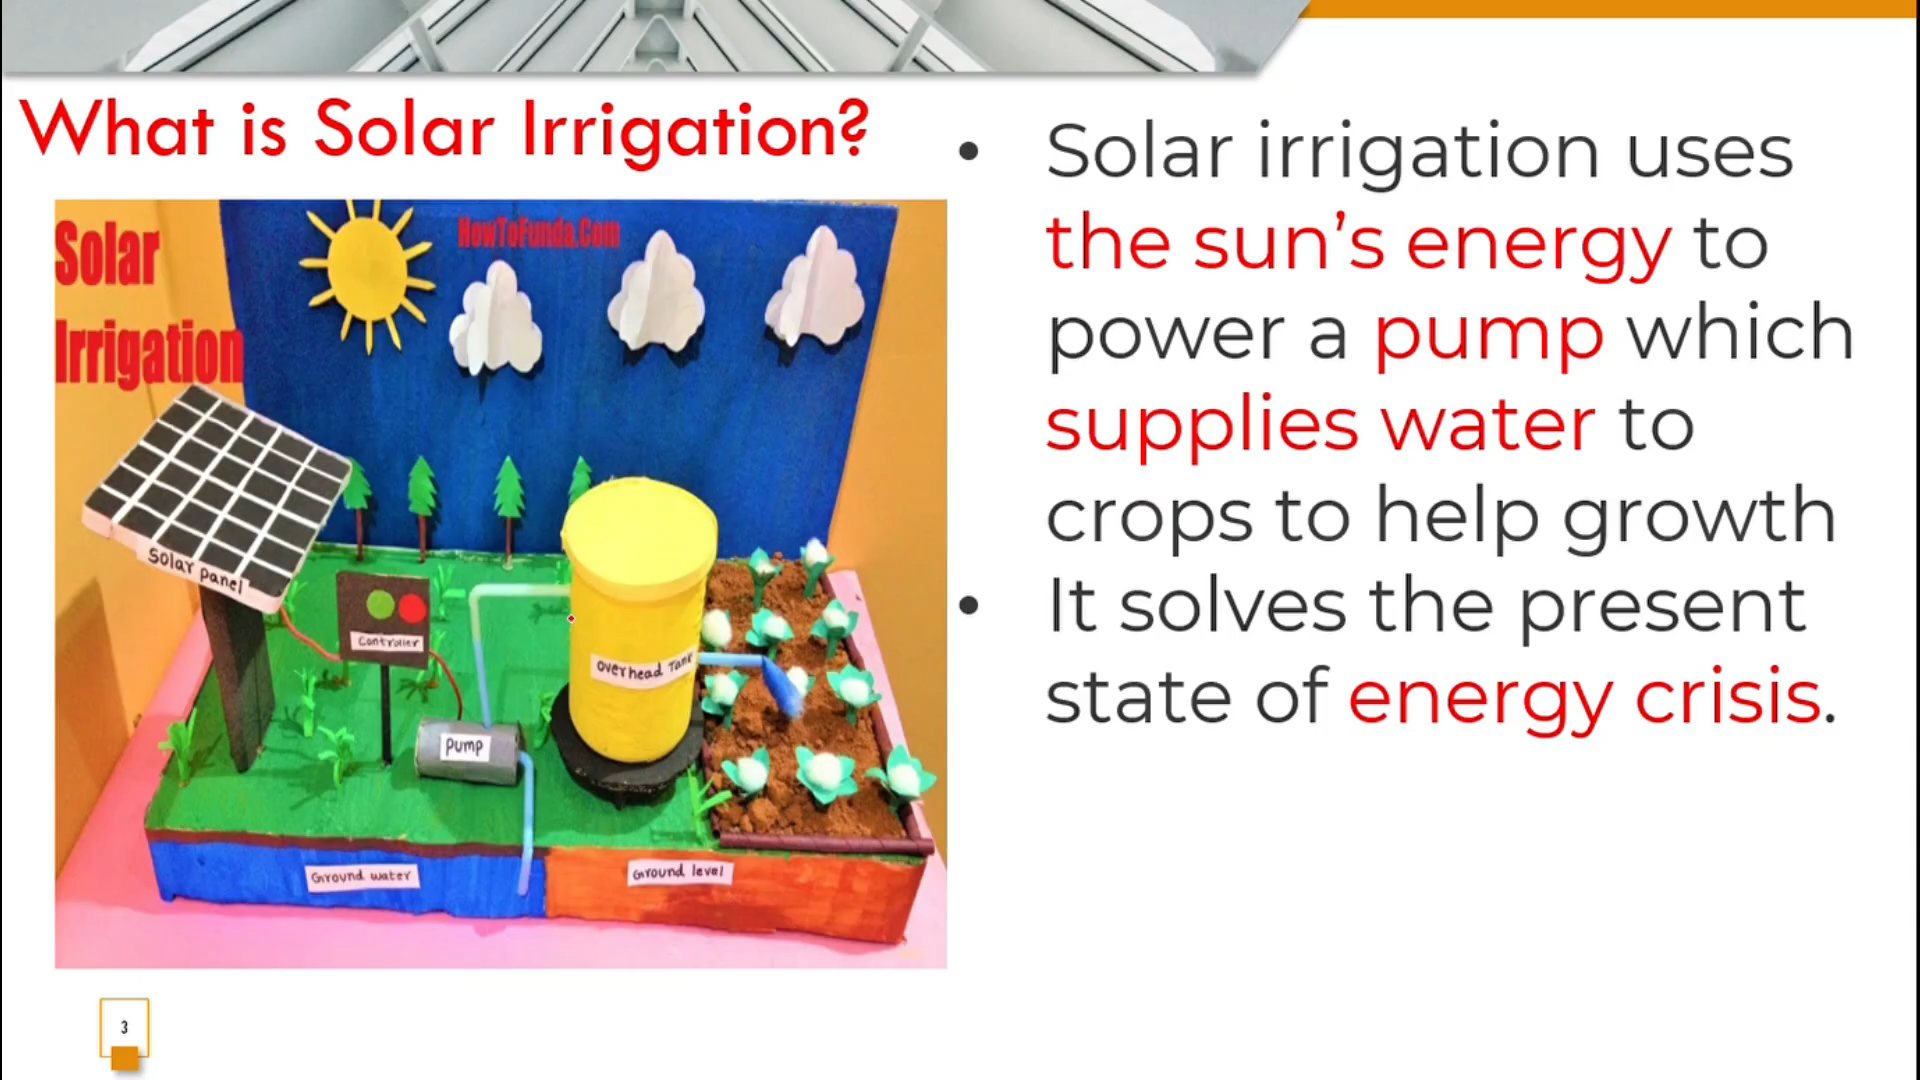 What is Solar Irrigation?
Solar
Irrigation
HowToFunda.Com
Solar panel
Controller
Overhead Tank
Pump
Ground water
Ground level
• Solar irrigation uses
the sun’s energy to
power a pump which
supplies water to
crops to help growth
• It solves the present
state of energy crisis.
3